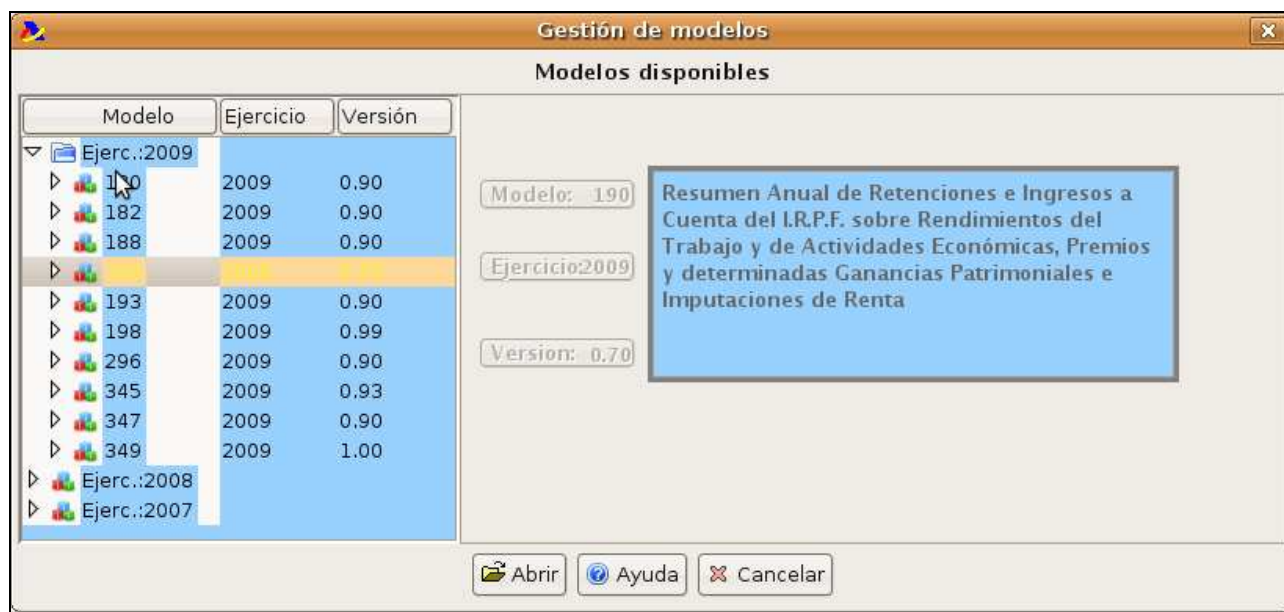 Gestión de modelos
Modelos disponibles
Modelo Ejercicio Versión
Ejerc.:2009
2009 0.90
182 2009 0.90
188 2009 0.90
193 2009 0.90
198 2009 0.99
296 2009 0.90
345 2009 0.93
347 2009 0.90
349 2009 1.00
Ejerc.:2008
Ejerc.:2007
Modelo: 190
Ejercicio:2009
Version: 0.70
Resumen Anual de Retenciones e Ingresos a
Cuenta del I.R.P.F. sobre Rendimientos del
Trabajo y de Actividades Económicas, Premios
y determinadas Ganancias Patrimoniales e
Imputaciones de Renta
Abrir Ayuda Cancelar